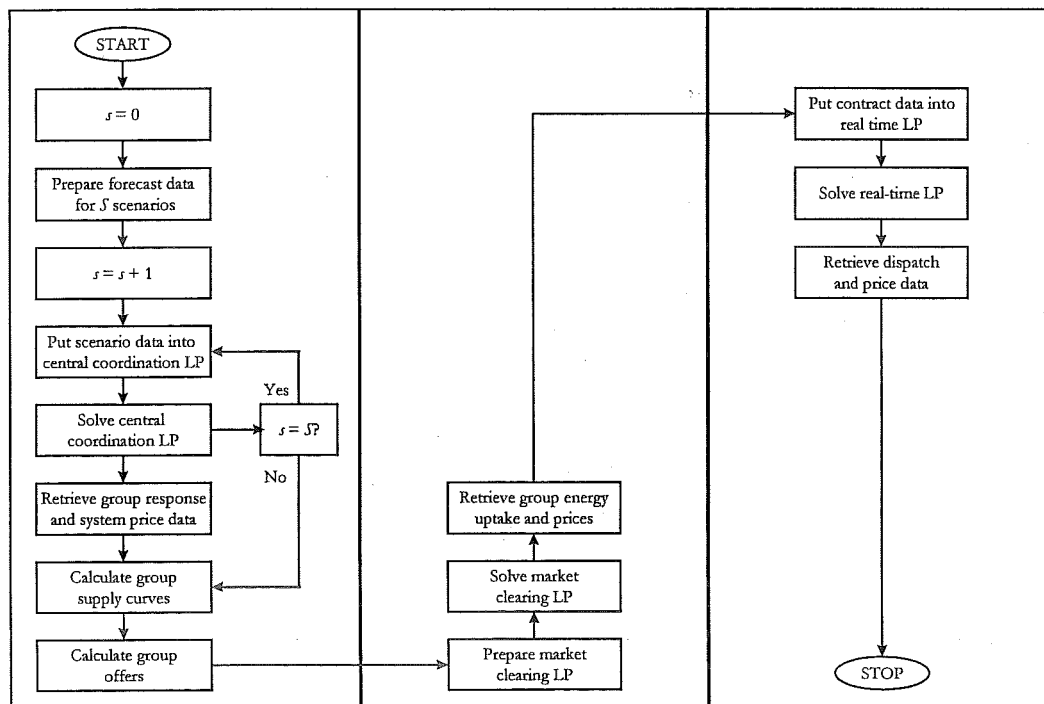 START
s = 0
Prepare forecast data
for S scenarios
s = s + 1
Put scenario data into
central coordination LP
Yes
Solve central
coordination LP
s = S?
No
Retrieve group response
and system price data
Calculate group
supply curves
Calculate group
offers
Retrieve group energy
uptake and prices
Solve market
clearing LP
Prepare market
clearing LP
Put contract data into
real time LP
Solve real-time LP
Retrieve dispatch
and price data
STOP